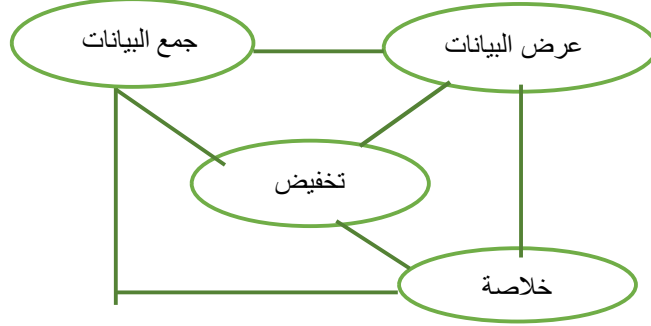 جمع البيانات
عرض البيانات
تخفيض
خلاصة